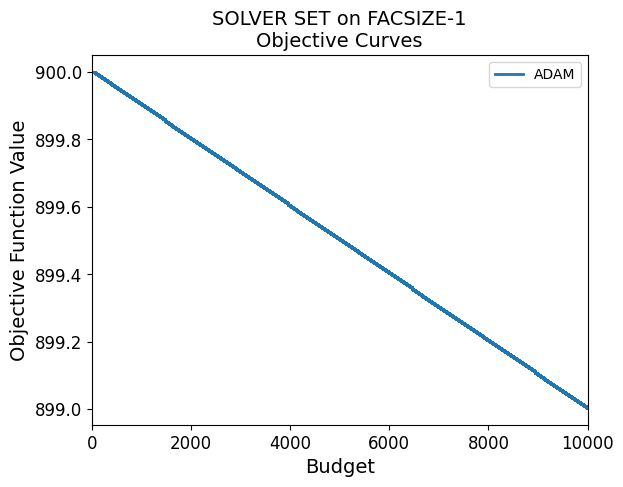 SOLVER SET on FACSIZE-1
Objective Curves
ADAM
Objective Function Value
900.0
899.8
899.6
899.4
899.2
899.0
0 2000 4000 6000 8000 10000
Budget